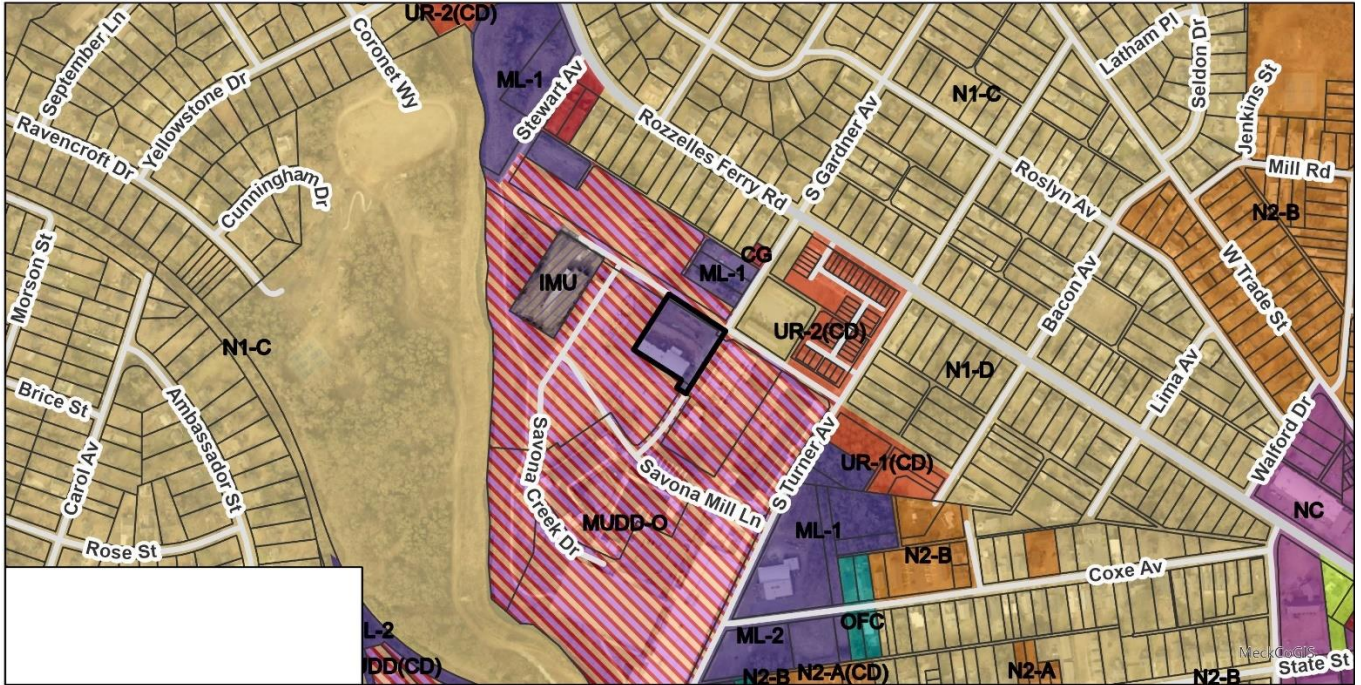 UR-2(CD)
September Ln
Coronet Wy
Latham Pl
Seldon Dr
Yellowstone Dr
ML-1
Stewart Av
N1-C
Jenkins St
Ravencroft Dr
Rozzelles Ferry Rd
S Gardner Av
Mill Rd
Cunningham Dr
Roslyn Av
N2-B
Morson St
CG
W Trade St
IMU
ML-1
Bacon Av
UR-2(CD)
N1-C
N1-D
Lima Av
Brice St
Ambassador St
Carol Av
Savona Creek Dr
S Turner Av
UR-1(CD)
Walford Dr
Savona Mill Ln
NC
MUDD-O
ML-1
Rose St
N2-B
Coxe Av
OFC
L-2
ML-2
MeckCoGIS
UDD(CD)
N2-B
N2-A(CD)
N2-A
N2-B
State St